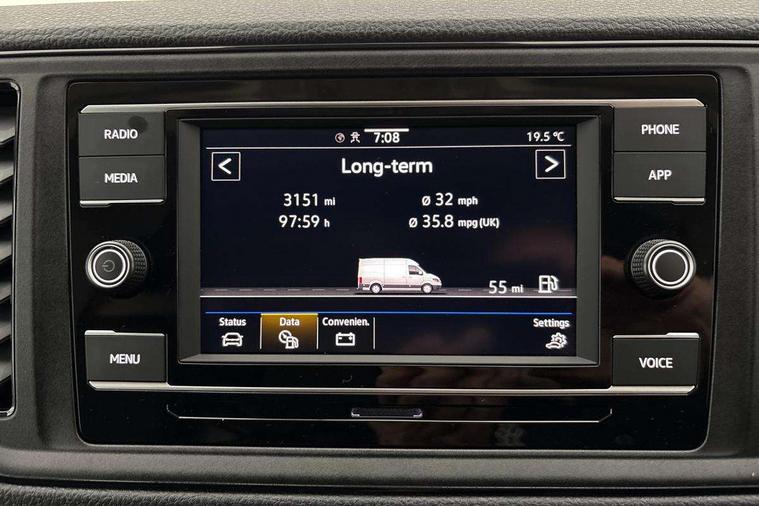 RADIO
MEDIA
MENU
7:08
19.5 °C
<
Long-term
>
3151 mi
Ø 32 mph
97:59 h
Ø 35.8 mpg (UK)
55 mi
Status
Data
Convenien.
Settings
PHONE
APP
VOICE